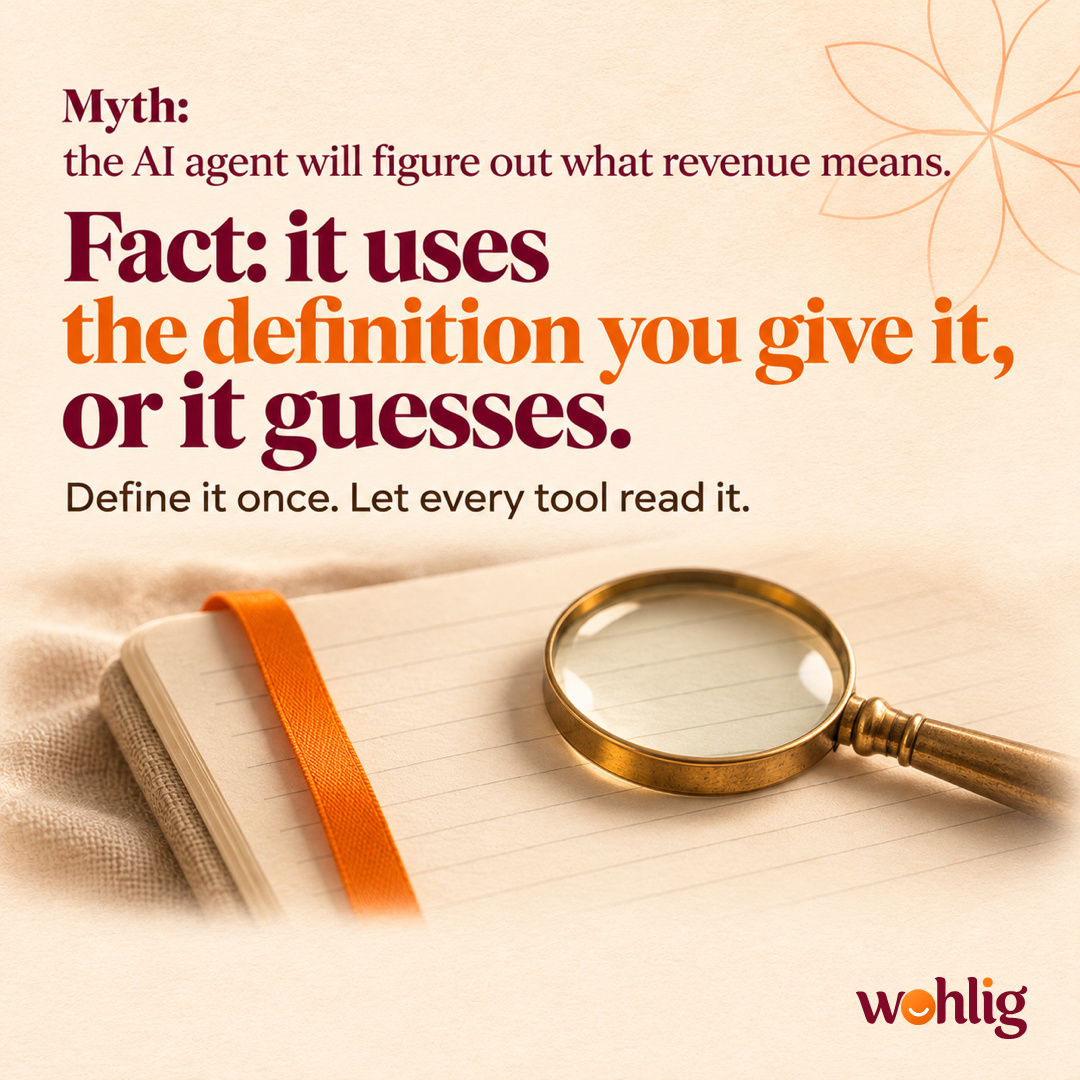 Myth:
the AI agent will figure out what revenue means.
Fact: it uses
the definition you give it,
or it guesses.
Define it once. Let every tool read it.
wohlig